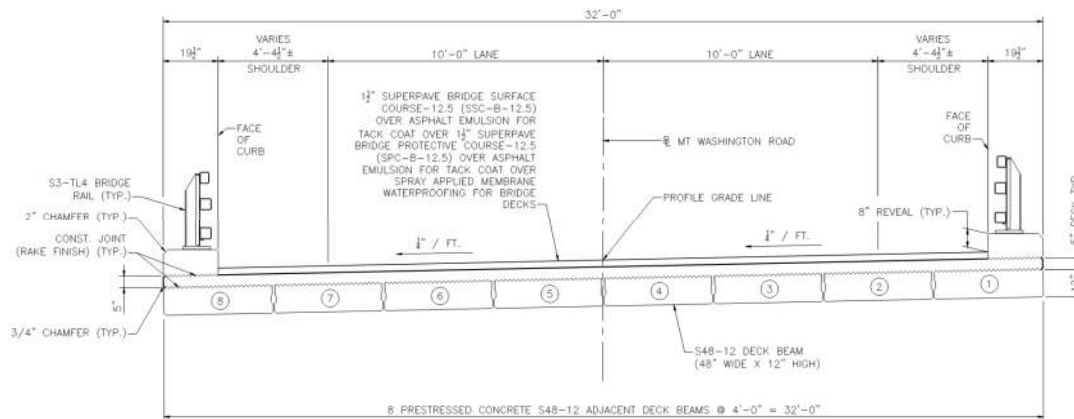 32'-0"
19½"
VARIES
4'-4½"±
SHOULDER
10'-0" LANE
10'-0" LANE
VARIES
4'-4½"±
SHOULDER
19½"
1½" SUPERPAVE BRIDGE SURFACE
COURSE-12.5 (SSC-B-12.5)
OVER ASPHALT EMULSION FOR
TACK COAT OVER 1½" SUPERPAVE
BRIDGE PROTECTIVE COURSE-12.5
(SPC-B-12.5) OVER ASPHALT
EMULSION FOR TACK COAT OVER
SPRAY APPLIED MEMBRANE
WATERPROOFING FOR BRIDGE
DECKS
FACE
OF
CURB
℄ MT WASHINGTON ROAD
FACE
OF
CURB
S3-TL4 BRIDGE
RAIL (TYP.)
2" CHAMFER (TYP.)
CONST. JOINT
(RAKE FINISH) (TYP.)
PROFILE GRADE LINE
8" REVEAL (TYP.)
¼" / FT.
¼" / FT.
5"
12"
8
7
6
5
4
3
2
1
3/4" CHAMFER (TYP.)
S48-12 DECK BEAM
(48" WIDE X 12" HIGH)
8 PRESTRESSED CONCRETE S48-12 ADJACENT DECK BEAMS @ 4'-0" = 32'-0"